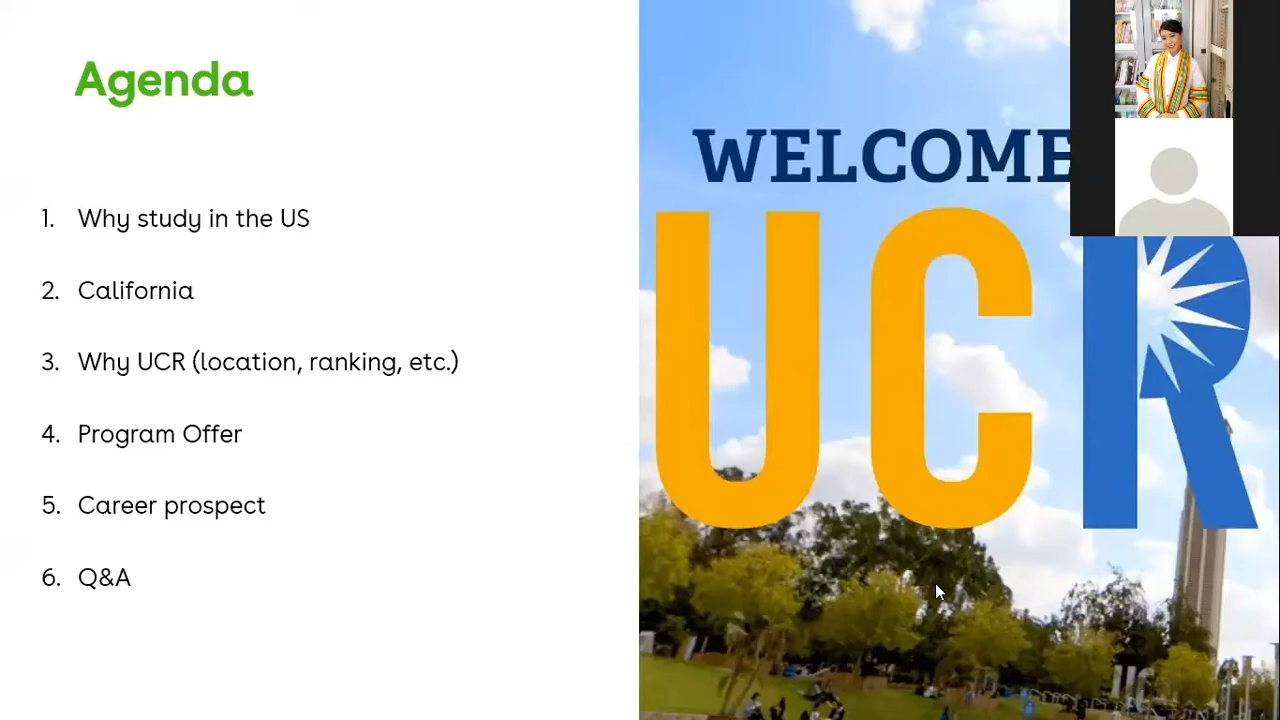 Agenda
1. Why study in the US
2. California
3. Why UCR (location, ranking, etc.)
4. Program Offer
5. Career prospect
6. Q&A
WELCOME
UCR